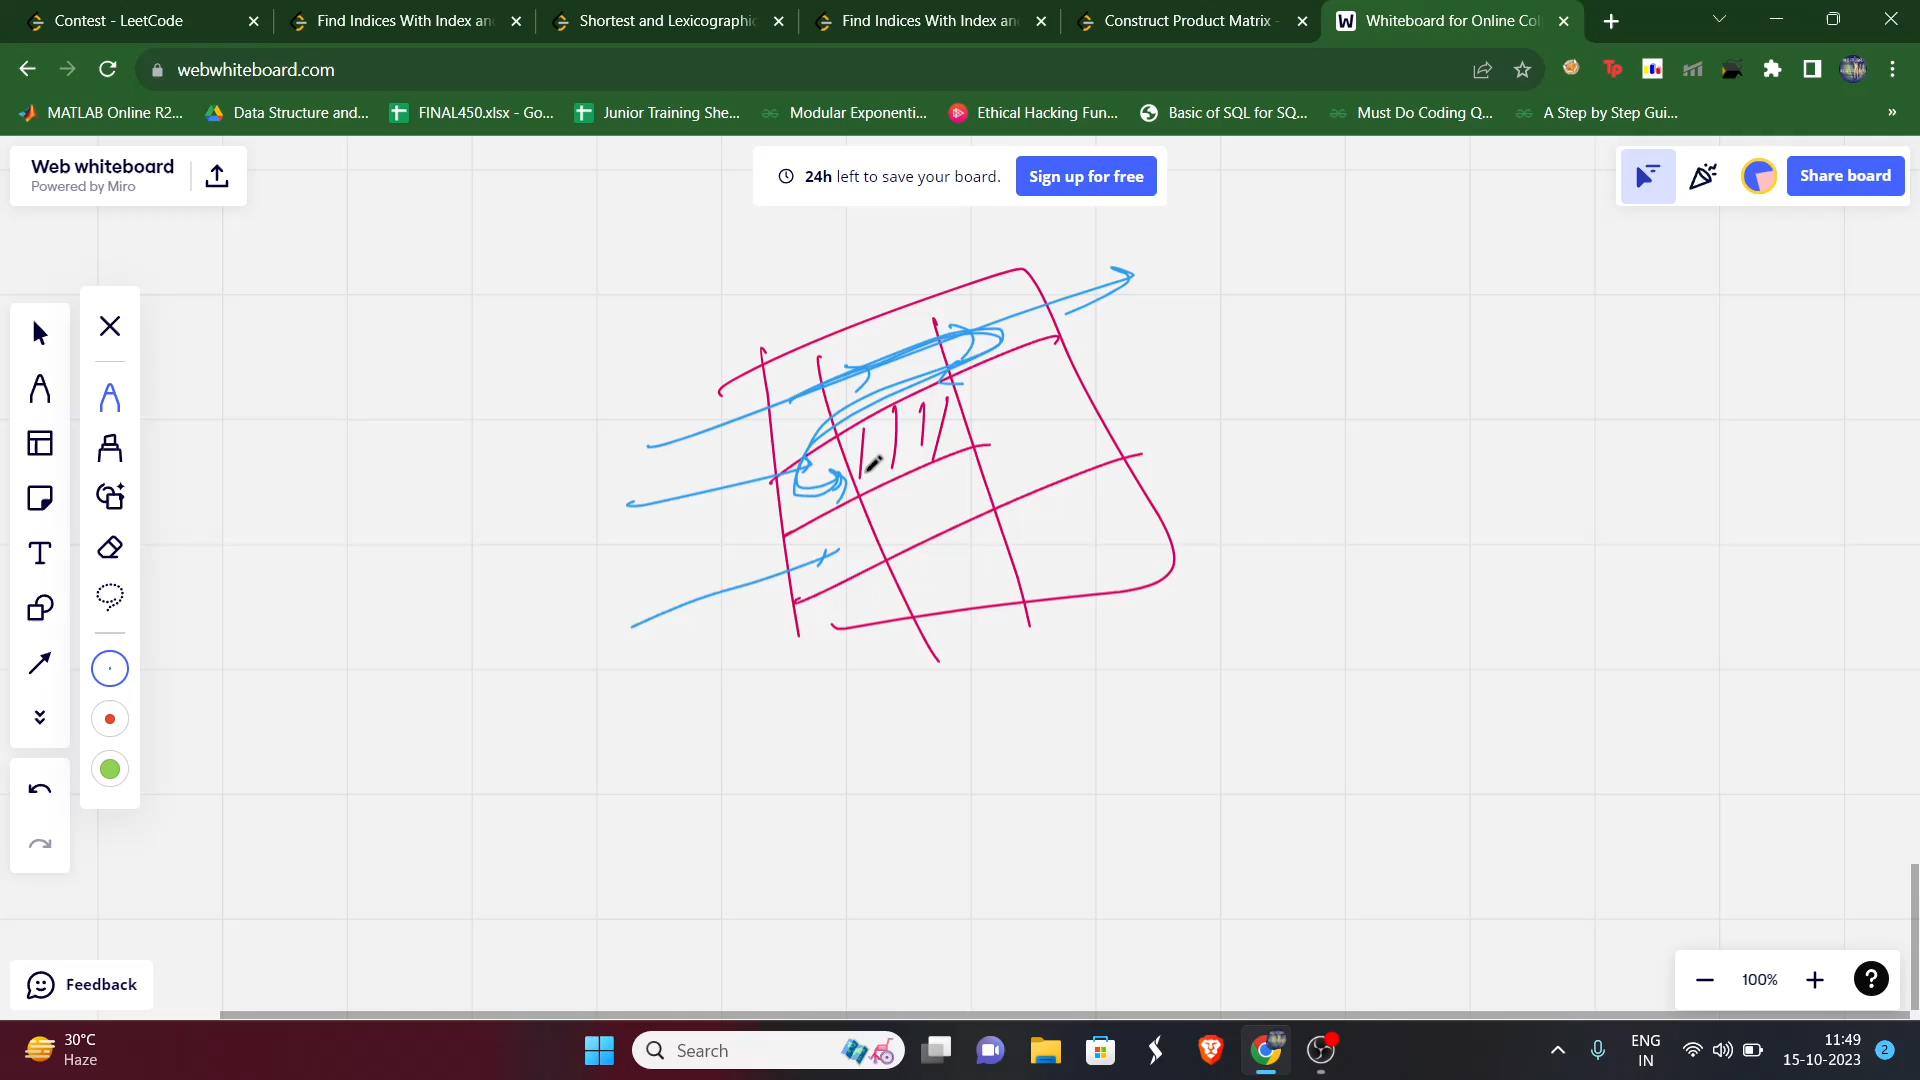 Contest - LeetCode
Find Indices With Index an
Shortest and Lexicographic
Find Indices With Index an
Construct Product Matrix -
Whiteboard for Online Col
webwhiteboard.com
MATLAB Online R2...
Data Structure and...
FINAL450.xlsx - Go...
Junior Training She...
Modular Exponenti...
Ethical Hacking Fun...
Basic of SQL for SQ...
Must Do Coding Q...
A Step by Step Gui...
»
Web whiteboard
Powered by Miro
24h left to save your board.
Sign up for free
Share board
T
Feedback
100%
?
30°C
Haze
Search
ENG
IN
11:49
15-10-2023
2